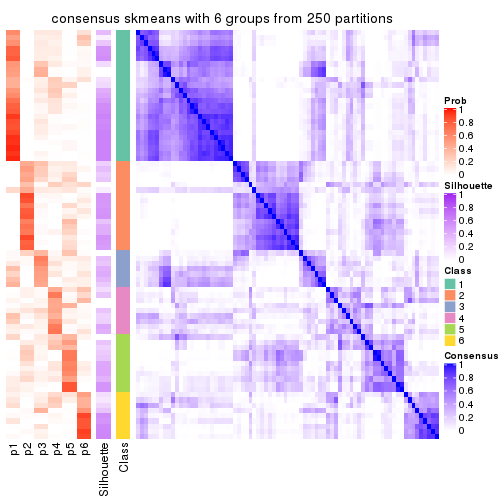 consensus skmeans with 6 groups from 250 partitions
Prob
1
0.8
0.6
0.4
0.2
0
Silhouette
1
0.8
0.6
0.4
0.2
0
Class
1
2
3
4
5
6
Consensus
1
0.8
0.6
0.4
0.2
0
p1
p2
p3
p4
p5
p6
Silhouette
Class